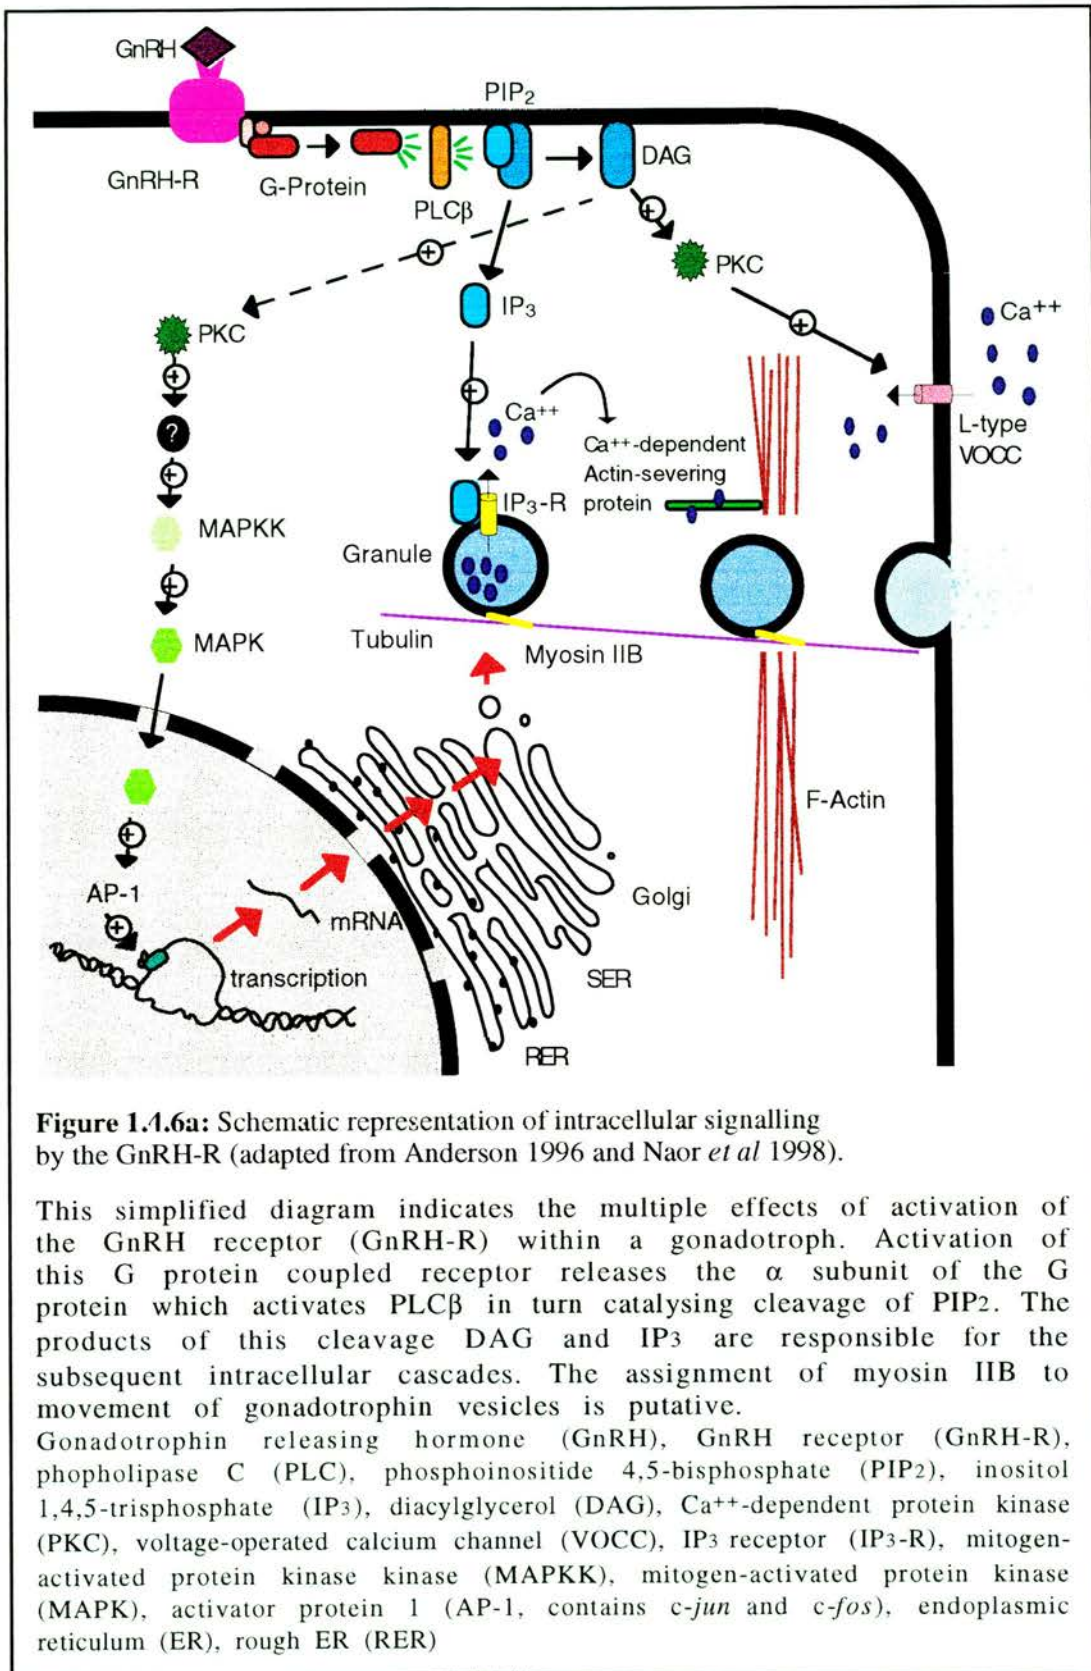 GnRH
PIP2
DAG
GnRH-R
G-Protein
PLCβ
PKC
IP3
Ca++
PKC
Ca++
?
Ca++-dependent
Actin-severing
protein
L-type
VOCC
IP3-R
MAPKK
Granule
MAPK
Tubulin
Myosin IIB
F-Actin
AP-1
mRNA
Golgi
transcription
SER
RER
Figure 1.4.6a: Schematic representation of intracellular signalling
by the GnRH-R (adapted from Anderson 1996 and Naor et al 1998).
This simplified diagram indicates the multiple effects of activation of
the GnRH receptor (GnRH-R) within a gonadotroph. Activation of
this G protein coupled receptor releases the α subunit of the G
protein which activates PLCβ in turn catalysing cleavage of PIP2. The
products of this cleavage DAG and IP3 are responsible for the
subsequent intracellular cascades. The assignment of myosin IIB to
movement of gonadotrophin vesicles is putative.
Gonadotrophin releasing hormone (GnRH), GnRH receptor (GnRH-R),
phopholipase C (PLC), phosphoinositide 4,5-bisphosphate (PIP2), inositol
1,4,5-trisphosphate (IP3), diacylglycerol (DAG), Ca++-dependent protein kinase
(PKC), voltage-operated calcium channel (VOCC), IP3 receptor (IP3-R), mitogen-
activated protein kinase kinase (MAPKK), mitogen-activated protein kinase
(MAPK), activator protein 1 (AP-1, contains c-jun and c-fos), endoplasmic
reticulum (ER), rough ER (RER)